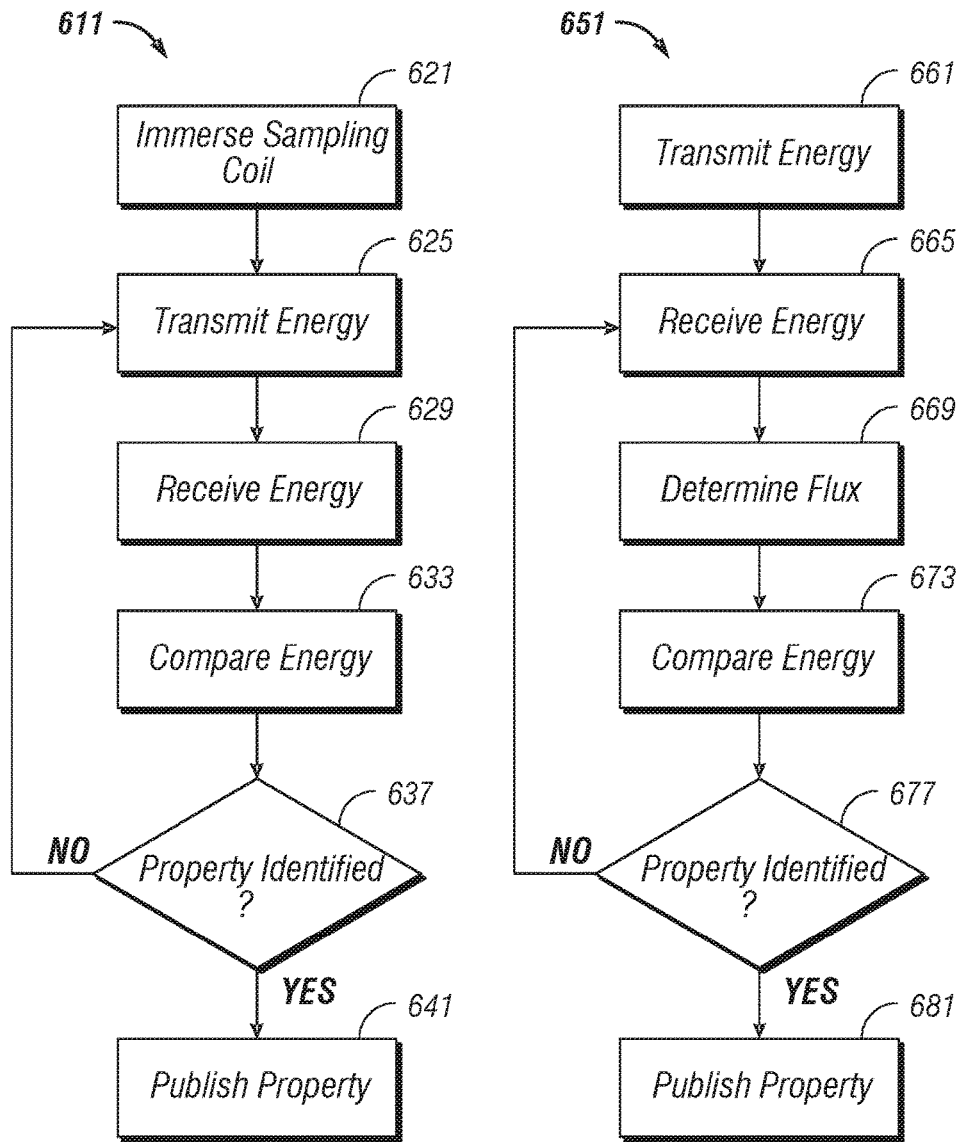 611
621
Immerse Sampling
Coil
625
Transmit Energy
629
Receive Energy
633
Compare Energy
637
NO
Property Identified
?
YES
641
Publish Property
651
661
Transmit Energy
665
Receive Energy
669
Determine Flux
673
Compare Energy
677
NO
Property Identified
?
YES
681
Publish Property